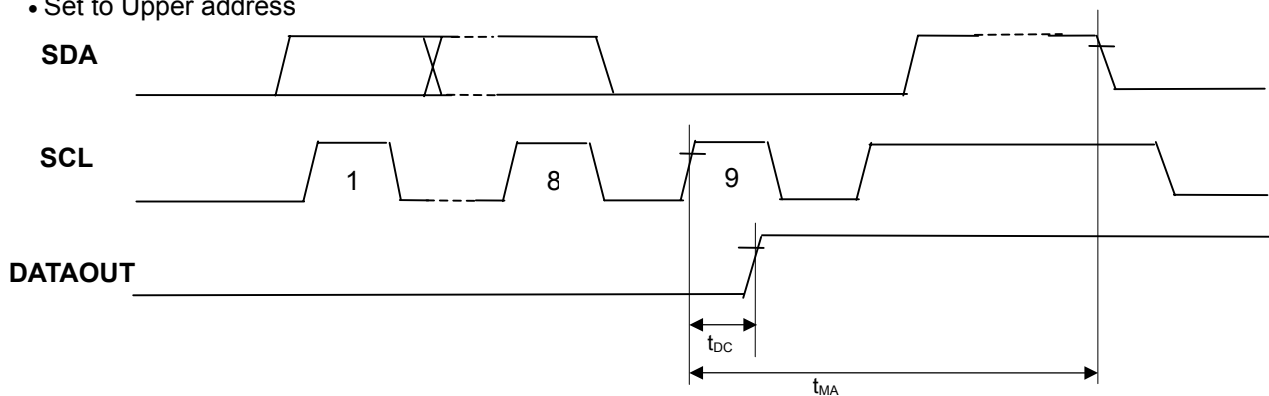 • Set to Upper address
SDA
SCL
1
8
9
DATAOUT
tDC
tMA